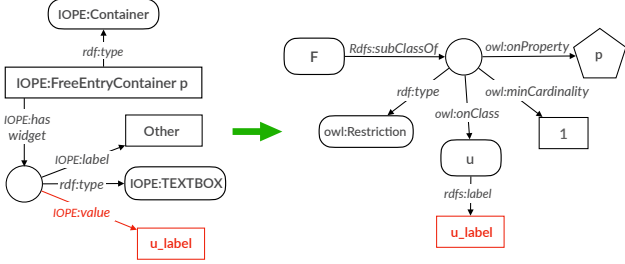 IOPE:Container
rdf:type
IOPE:FreeEntryContainer p
IOPE:has
widget
Other
IOPE:label
rdf:type
IOPE:TEXTBOX
IOPE:value
u_label
F
Rdfs:subClassOf
owl:onProperty
p
rdf:type
owl:minCardinality
owl:onClass
owl:Restriction
1
u
rdfs:label
u_label